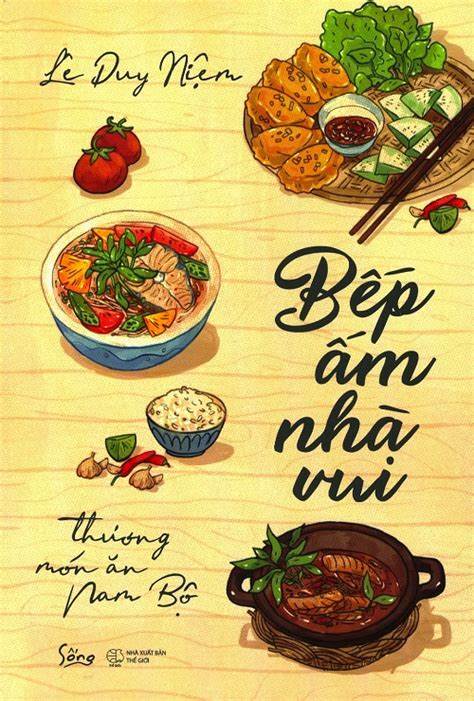 Lê Duy Niệm
Bếp
ấm
nhà
vui
thương
món ăn
Nam Bộ
Sống
NHÀ XUẤT BẢN
THẾ GIỚI